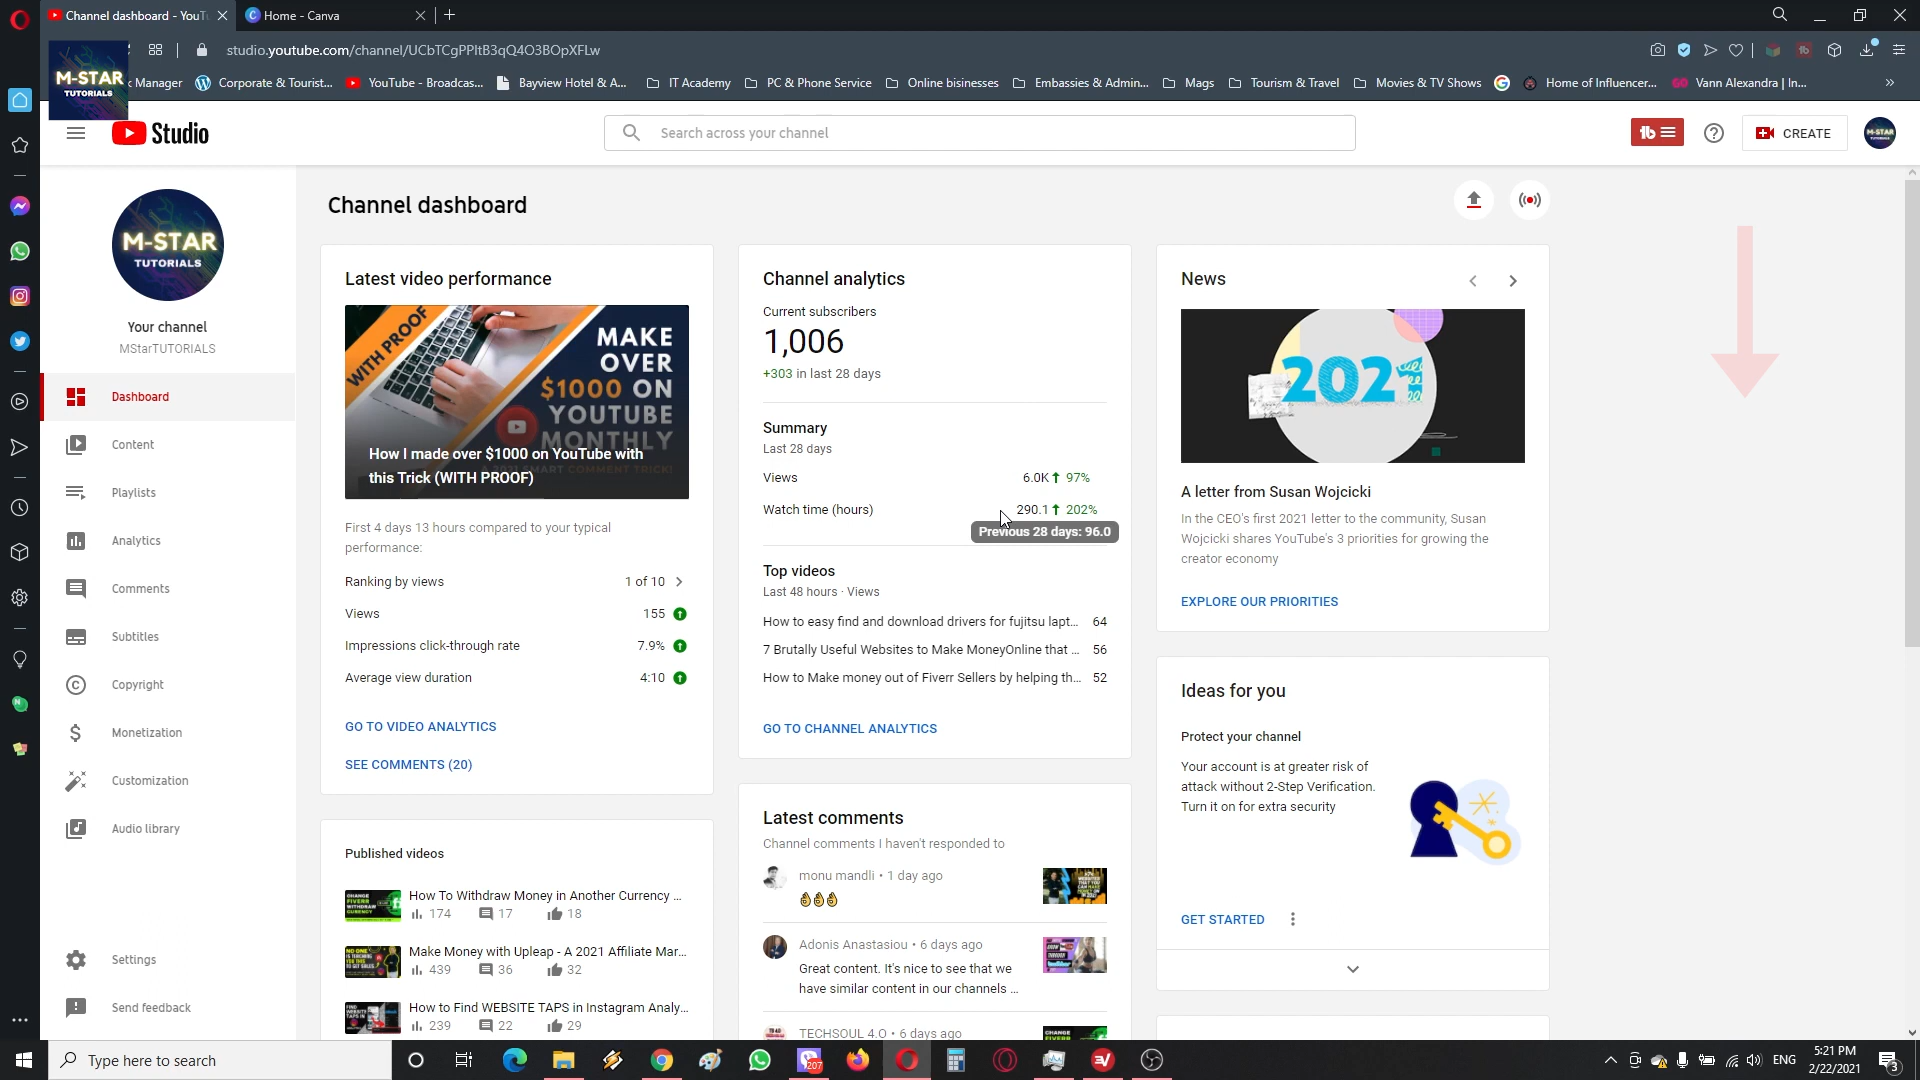 Channel dashboard - YouT
Home - Canva
studio.youtube.com/channel/UCbTCgPPItB3qQ4O3BOpXFLw
M-STAR
TUTORIALS
k Manager
Corporate & Tourist...
YouTube - Broadcas...
Bayview Hotel & A...
IT Academy
PC & Phone Service
Online bisinesses
Embassies & Admin...
Mags
Tourism & Travel
Movies & TV Shows
Home of Influencer...
Vann Alexandra | In...
Studio
Search across your channel
CREATE
M-STAR
TUTORIALS
Your channel
MStarTUTORIALS
Dashboard
Content
Playlists
Analytics
Comments
Subtitles
Copyright
Monetization
Customization
Audio library
Settings
Send feedback
Channel dashboard
Latest video performance
WITH PROOF
MAKE
OVER
$1000 ON
YOUTUBE
MONTHLY
How I made over $1000 on YouTube with
this Trick (WITH PROOF)
First 4 days 13 hours compared to your typical
performance:
Ranking by views 1 of 10
Views 155
Impressions click-through rate 7.9%
Average view duration 4:10
GO TO VIDEO ANALYTICS
SEE COMMENTS (20)
Published videos
How To Withdraw Money in Another Currency ...
174 17 18
Make Money with Upleap - A 2021 Affiliate Mar...
439 36 32
How to Find WEBSITE TAPS in Instagram Analy...
239 22 29
Channel analytics
Current subscribers
1,006
+303 in last 28 days
Summary
Last 28 days
Views 6.0K 97%
Watch time (hours) 290.1 202%
Previous 28 days: 96.0
Top videos
Last 48 hours · Views
How to easy find and download drivers for fujitsu lapt... 64
7 Brutally Useful Websites to Make MoneyOnline that ... 56
How to Make money out of Fiverr Sellers by helping th... 52
GO TO CHANNEL ANALYTICS
Latest comments
Channel comments I haven't responded to
monu mandli • 1 day ago
👌👌👌
Adonis Anastasiou • 6 days ago
Great content. It's nice to see that we
have similar content in our channels ...
TECHSOUL 4.0 • 6 days ago
News
2021
A letter from Susan Wojcicki
In the CEO's first 2021 letter to the community, Susan
Wojcicki shares YouTube's 3 priorities for growing the
creator economy
EXPLORE OUR PRIORITIES
Ideas for you
Protect your channel
Your account is at greater risk of
attack without 2-Step Verification.
Turn it on for extra security
GET STARTED
Type here to search
207
ENG
5:21 PM
2/22/2021
3